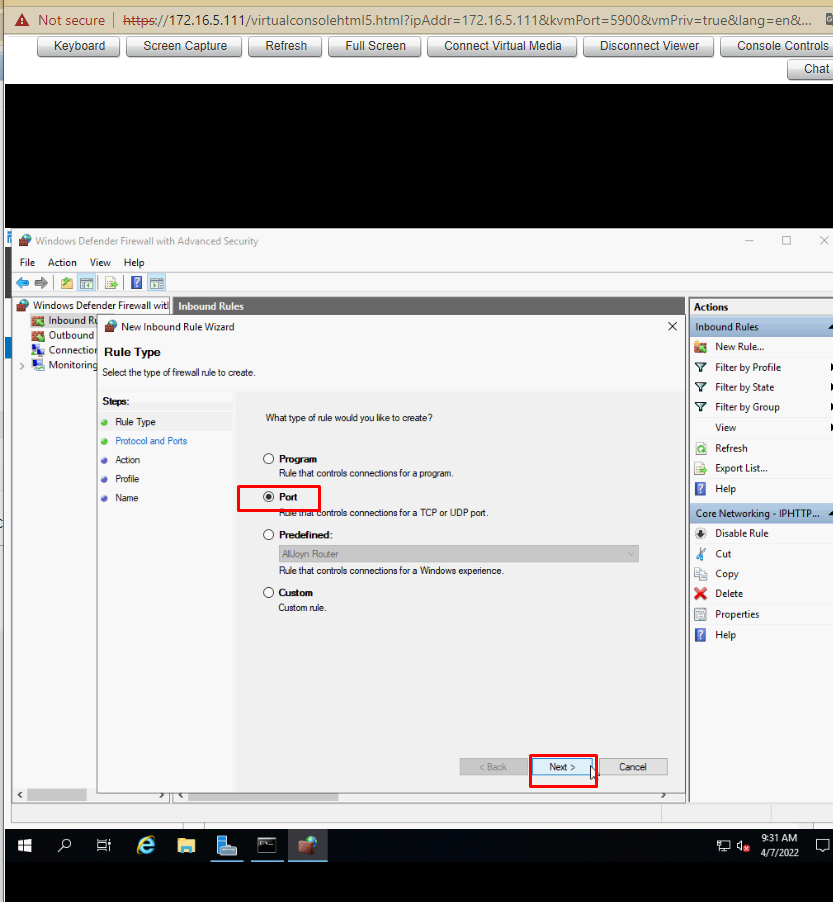 Not secure | https://172.16.5.111/virtualconsolehtml5.html?ipAddr=172.16.5.111&kvmPort=5900&vmPriv=true&lang=en&...
Keyboard Screen Capture Refresh Full Screen Connect Virtual Media Disconnect Viewer Console Controls
Chat
Windows Defender Firewall with Advanced Security
File Action View Help
Windows Defender Firewall with
Inbound Ru
Outbound
Connection
Monitoring
Inbound Rules
New Inbound Rule Wizard
Rule Type
Select the type of firewall rule to create.
Steps:
Rule Type
Protocol and Ports
Action
Profile
Name
What type of rule would you like to create?
Program
Rule that controls connections for a program.
Port
Rule that controls connections for a TCP or UDP port.
Predefined:
AllJoyn Router
Rule that controls connections for a Windows experience.
Custom
Custom rule.
< Back Next > Cancel
Actions
Inbound Rules
New Rule...
Filter by Profile
Filter by State
Filter by Group
View
Refresh
Export List...
Help
Core Networking - IPHTTP...
Disable Rule
Cut
Copy
Delete
Properties
Help
9:31 AM
4/7/2022